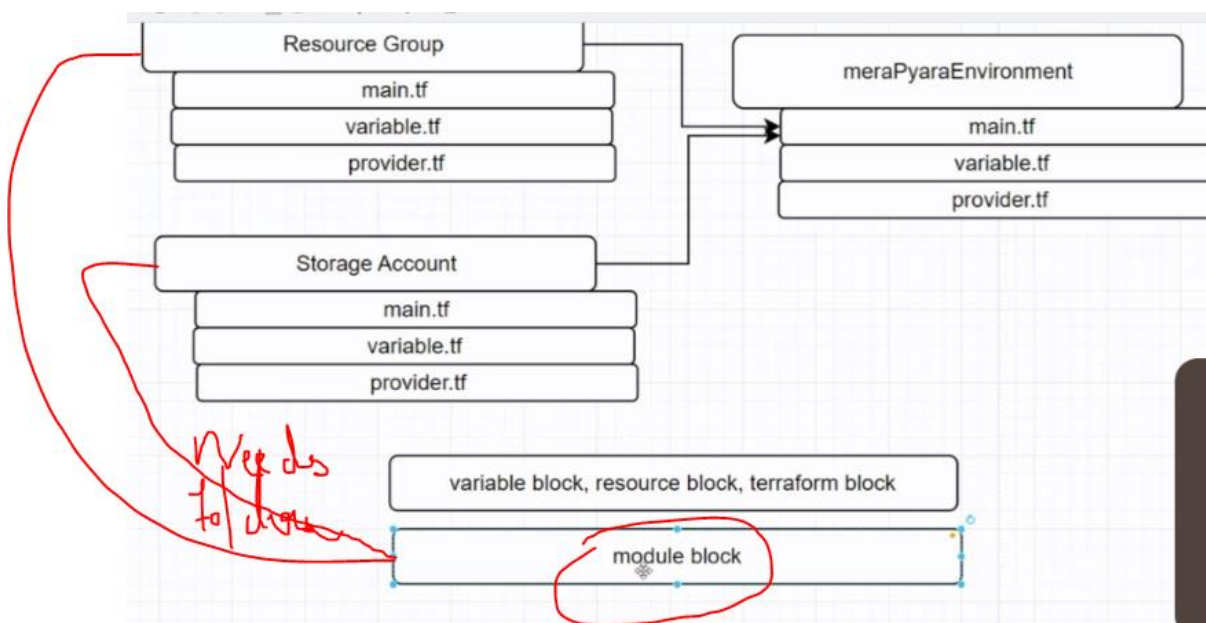 Resource Group
main.tf
variable.tf
provider.tf
meraPyaraEnvironment
main.tf
variable.tf
provider.tf
Storage Account
main.tf
variable.tf
provider.tf
Needs
variable block, resource block, terraform block
module block